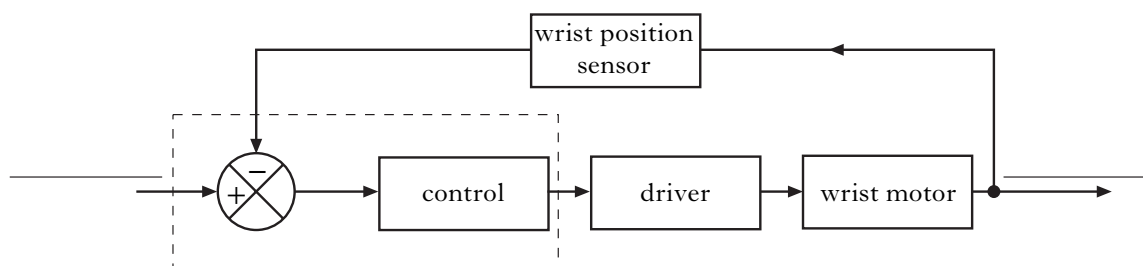 wrist position
sensor
−
+
control
driver
wrist motor